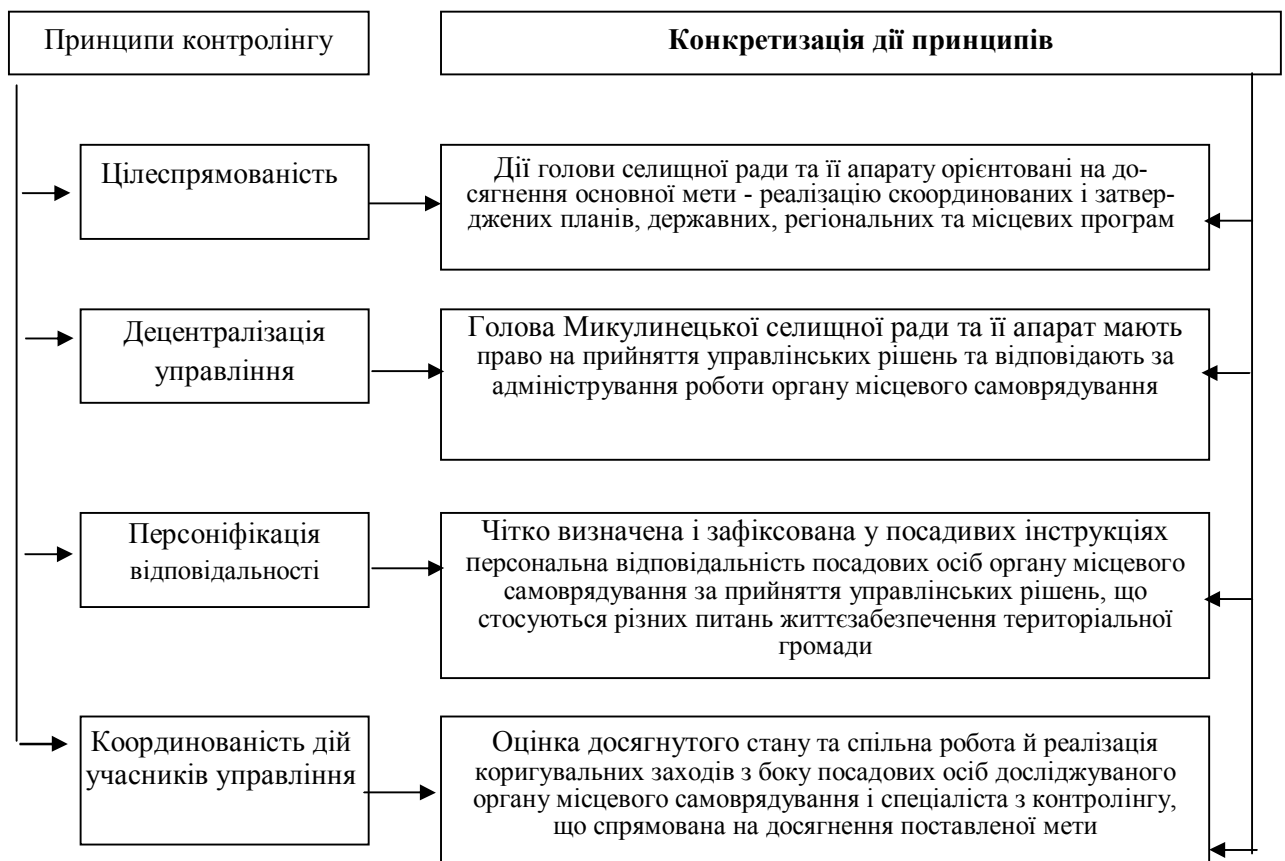 Принципи контролінгу
Конкретизація дії принципів
Цілеспрямованість
Дії голови селищної ради та її апарату орієнтовані на до-
сягнення основної мети - реалізацію скоординованих і затвер-
джених планів, державних, регіональних та місцевих програм
Децентралізація
управління
Голова Микулинецької селищної ради та її апарат мають
право на прийняття управлінських рішень та відповідають за
адміністрування роботи органу місцевого самоврядування
Персоніфікація
відповідальності
Чітко визначена і зафіксована у посадивих інструкціях
персональна відповідальність посадових осіб органу місцевого
самоврядування за прийняття управлінських рішень, що
стосуються різних питань життєзабезпечення територіальної
громади
Координованість дій
учасників управління
Оцінка досягнутого стану та спільна робота й реалізація
коригувальних заходів з боку посадових осіб досліджуваного
органу місцевого самоврядування і спеціаліста з контролінгу,
що спрямована на досягнення поставленої мети